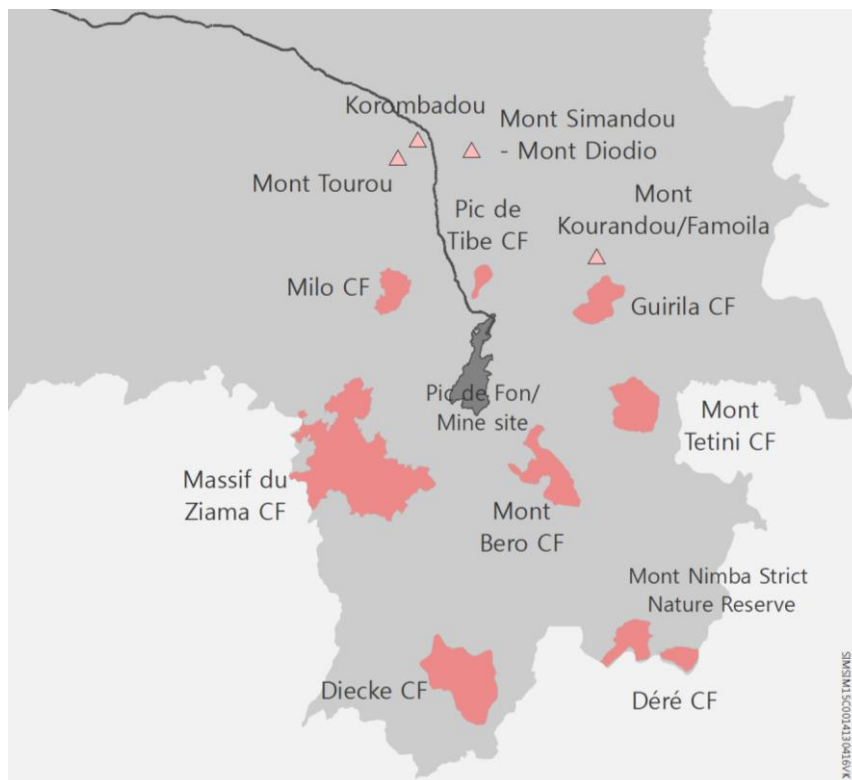 Korombadou
Mont Simandou
- Mont Diodio
Mont Tourou
Mont
Kourandou/Famoila
Pic de
Tibe CF
Milo CF
Guirila CF
Pic de Fon/
Mine site
Mont
Tetini CF
Massif du
Ziama CF
Mont
Bero CF
Mont Nimba Strict
Nature Reserve
Diecke CF
Déré CF
SIMSIM15C0014130416VK